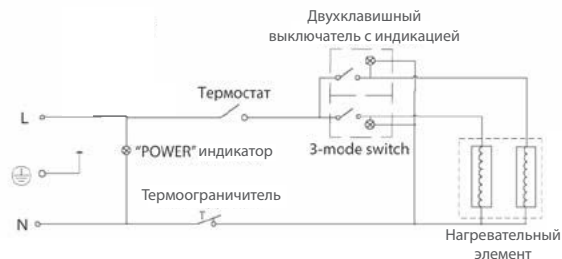 Двухклавишный
выключатель с индикацией
Термостат
L
"POWER" индикатор
3-mode switch
Термоограничитель
T
N
Нагревательный
элемент